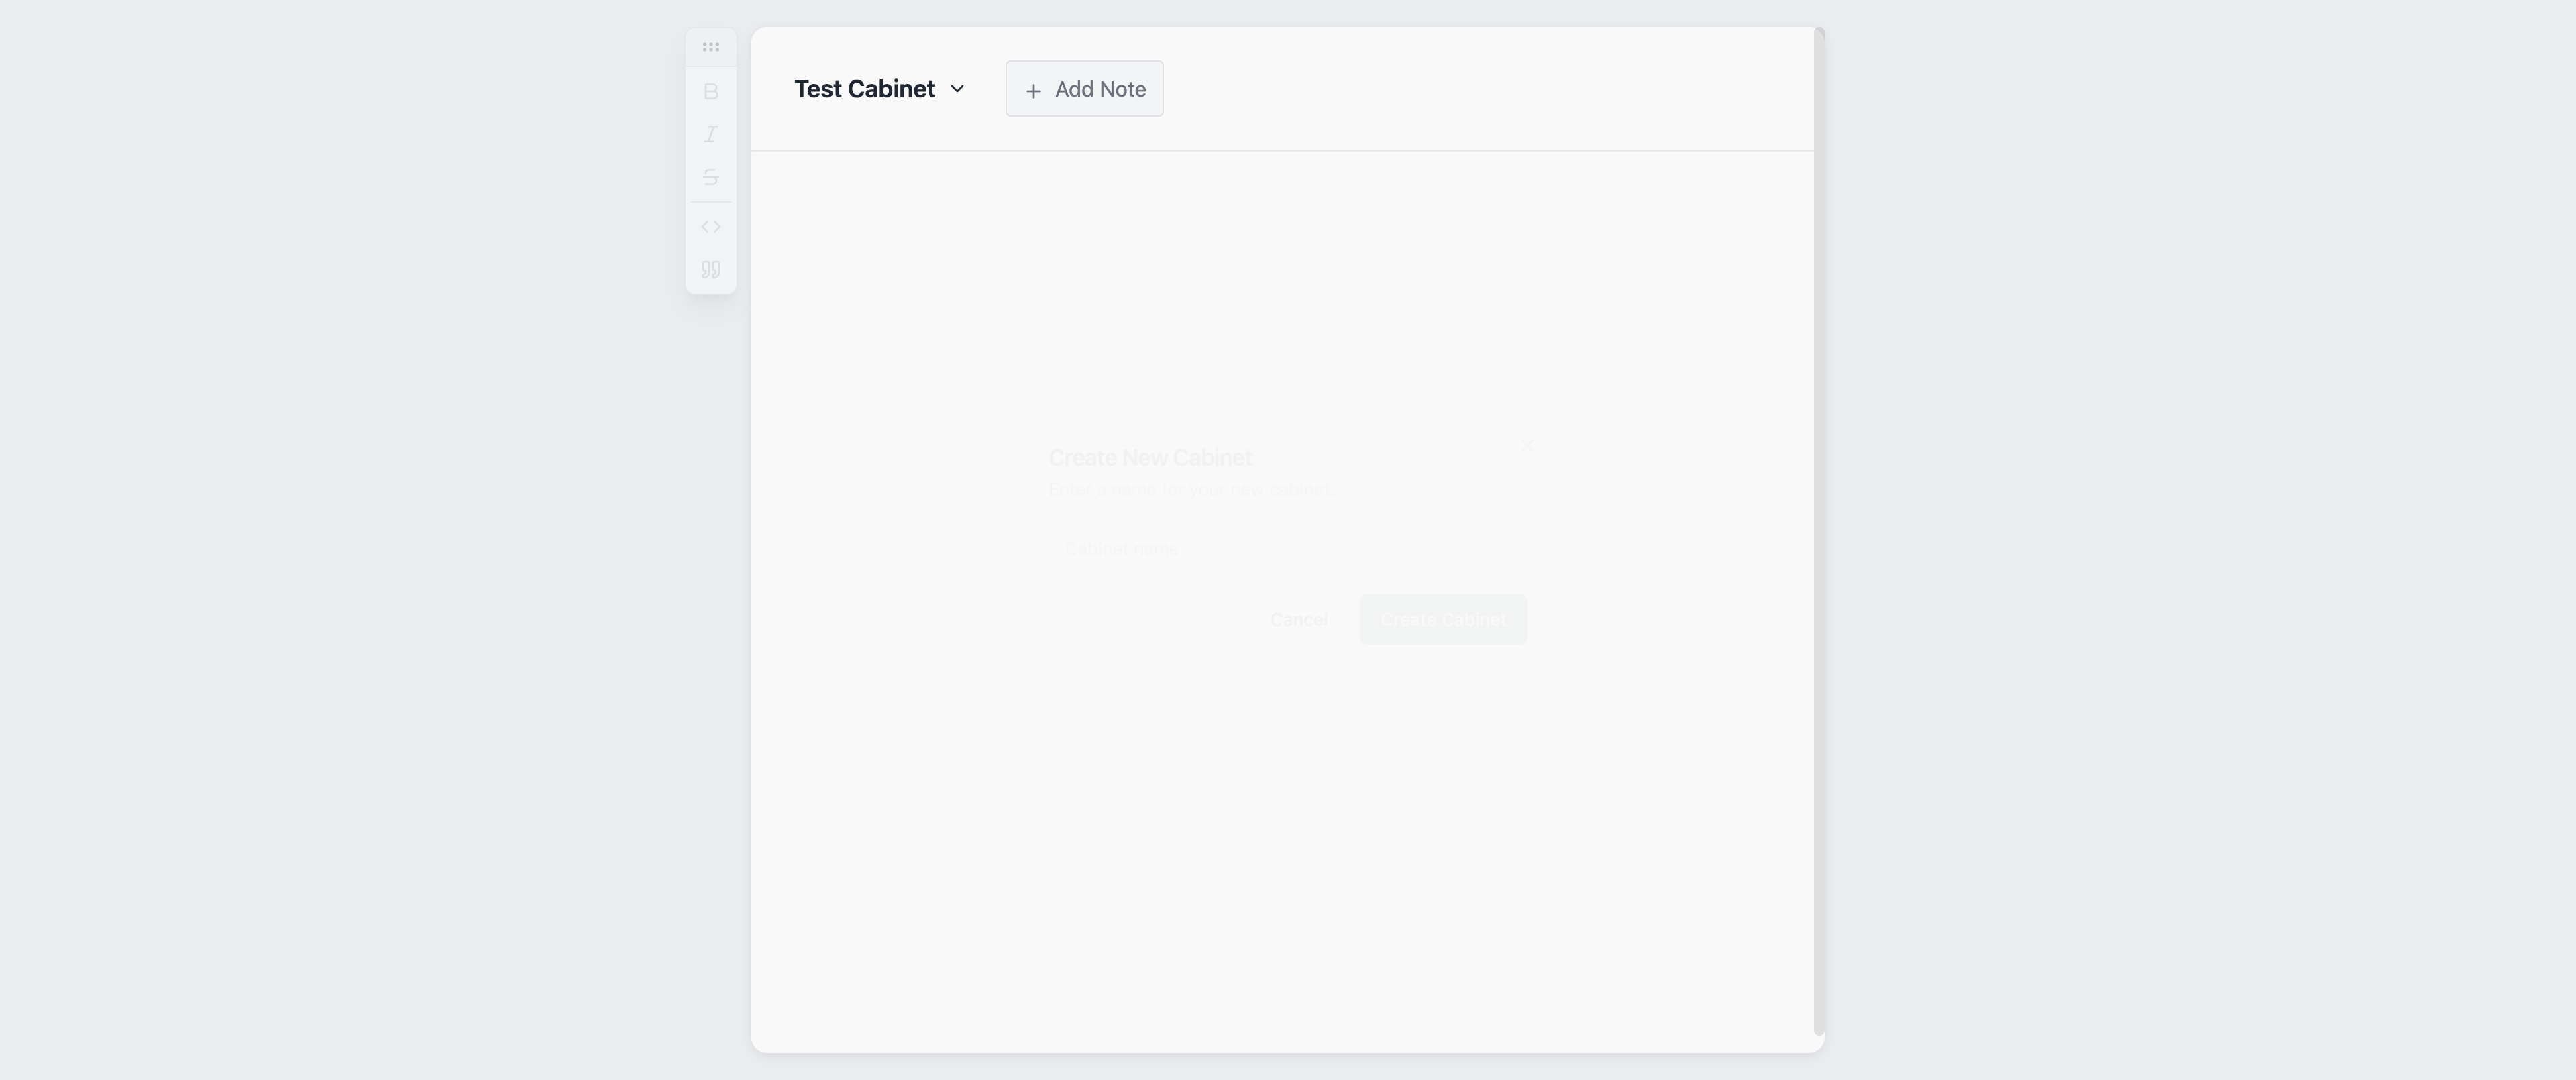 Test Cabinet
Add Note
Create New Cabinet
Enter a name for your new cabinet.
Cabinet name
Cancel
Create Cabinet